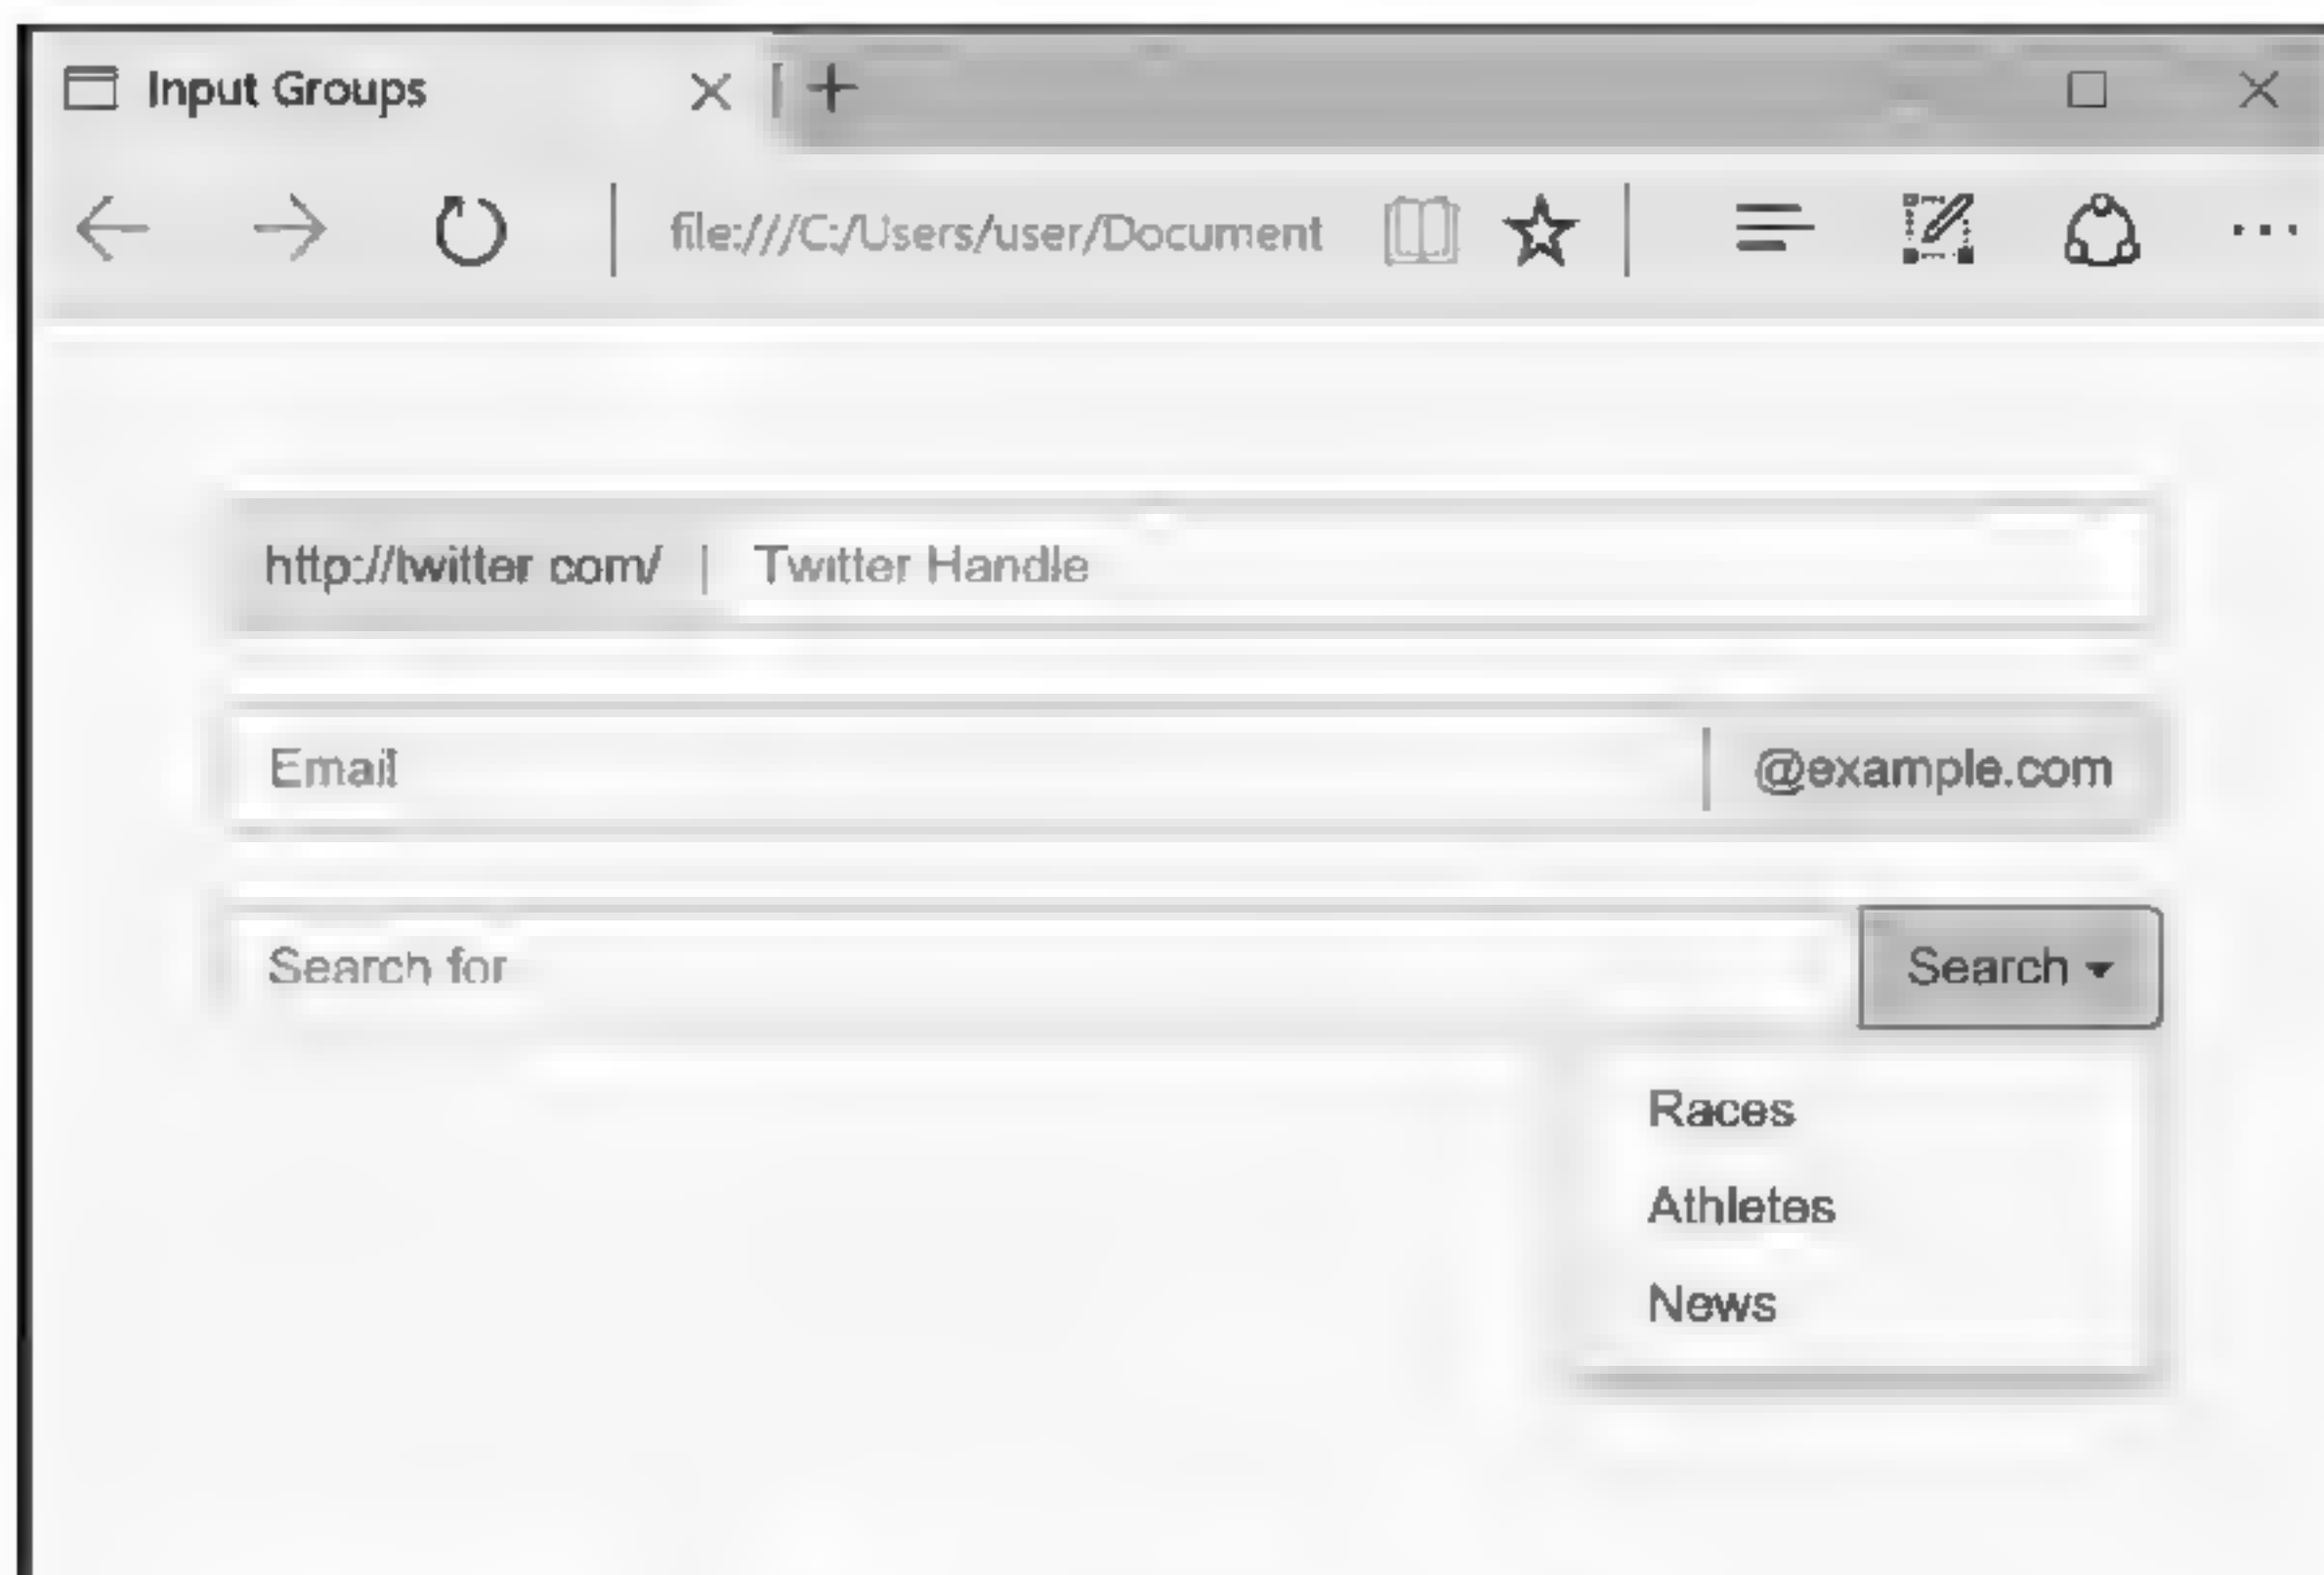 Input Groups
file:///C:/Users/user/Document
http://twitter com/ | Twitter Handle
Email | @example.com
Search for Search
Races
Athletes
News